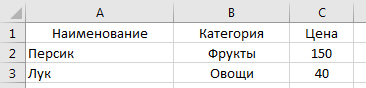 A B C
1 Наименование Категория Цена
2 Персик Фрукты 150
3 Лук Овощи 40